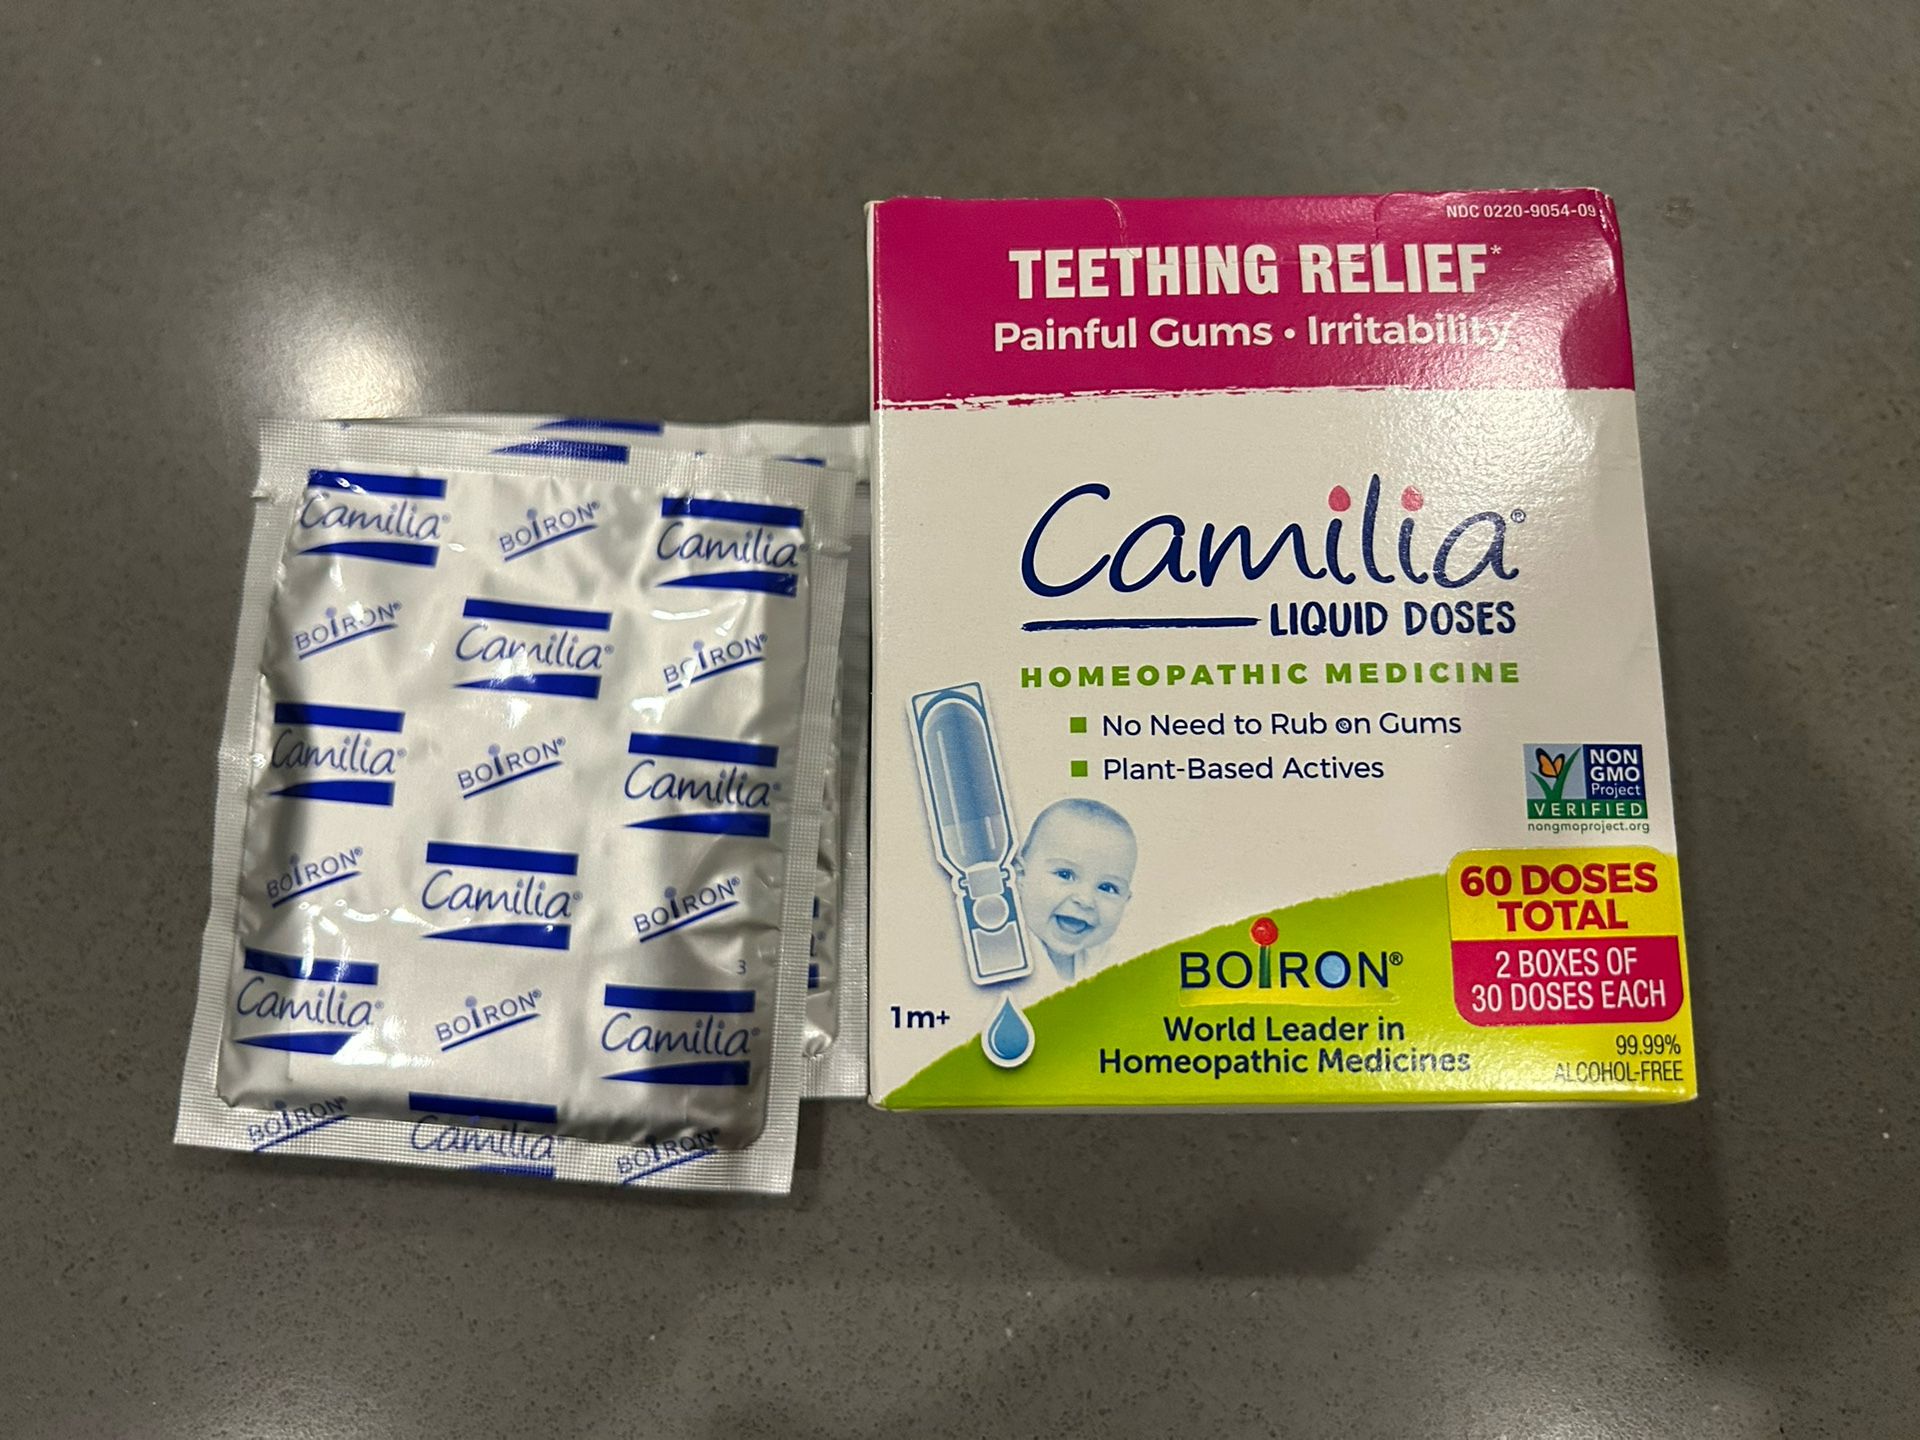 Camilia®
BOIRON®
Camilia®
BOIRON®
Camilia®
BOIRON®
Camilia®
BOIRON®
Camilia®
BOIRON®
Camilia®
BOIRON®
Camilia®
BOIRON®
Camilia®
BOIRON®
Camilia
BOIRON®
3
NDC 0220-9054-09
TEETHING RELIEF*
Painful Gums • Irritability*
Camilia®
LIQUID DOSES
HOMEOPATHIC MEDICINE
No Need to Rub on Gums
Plant-Based Actives
NON
GMO
Project
VERIFIED
nongmoproject.org
60 DOSES
TOTAL
2 BOXES OF
30 DOSES EACH
BOIRON®
1m+
World Leader in
Homeopathic Medicines
99.99%
ALCOHOL-FREE